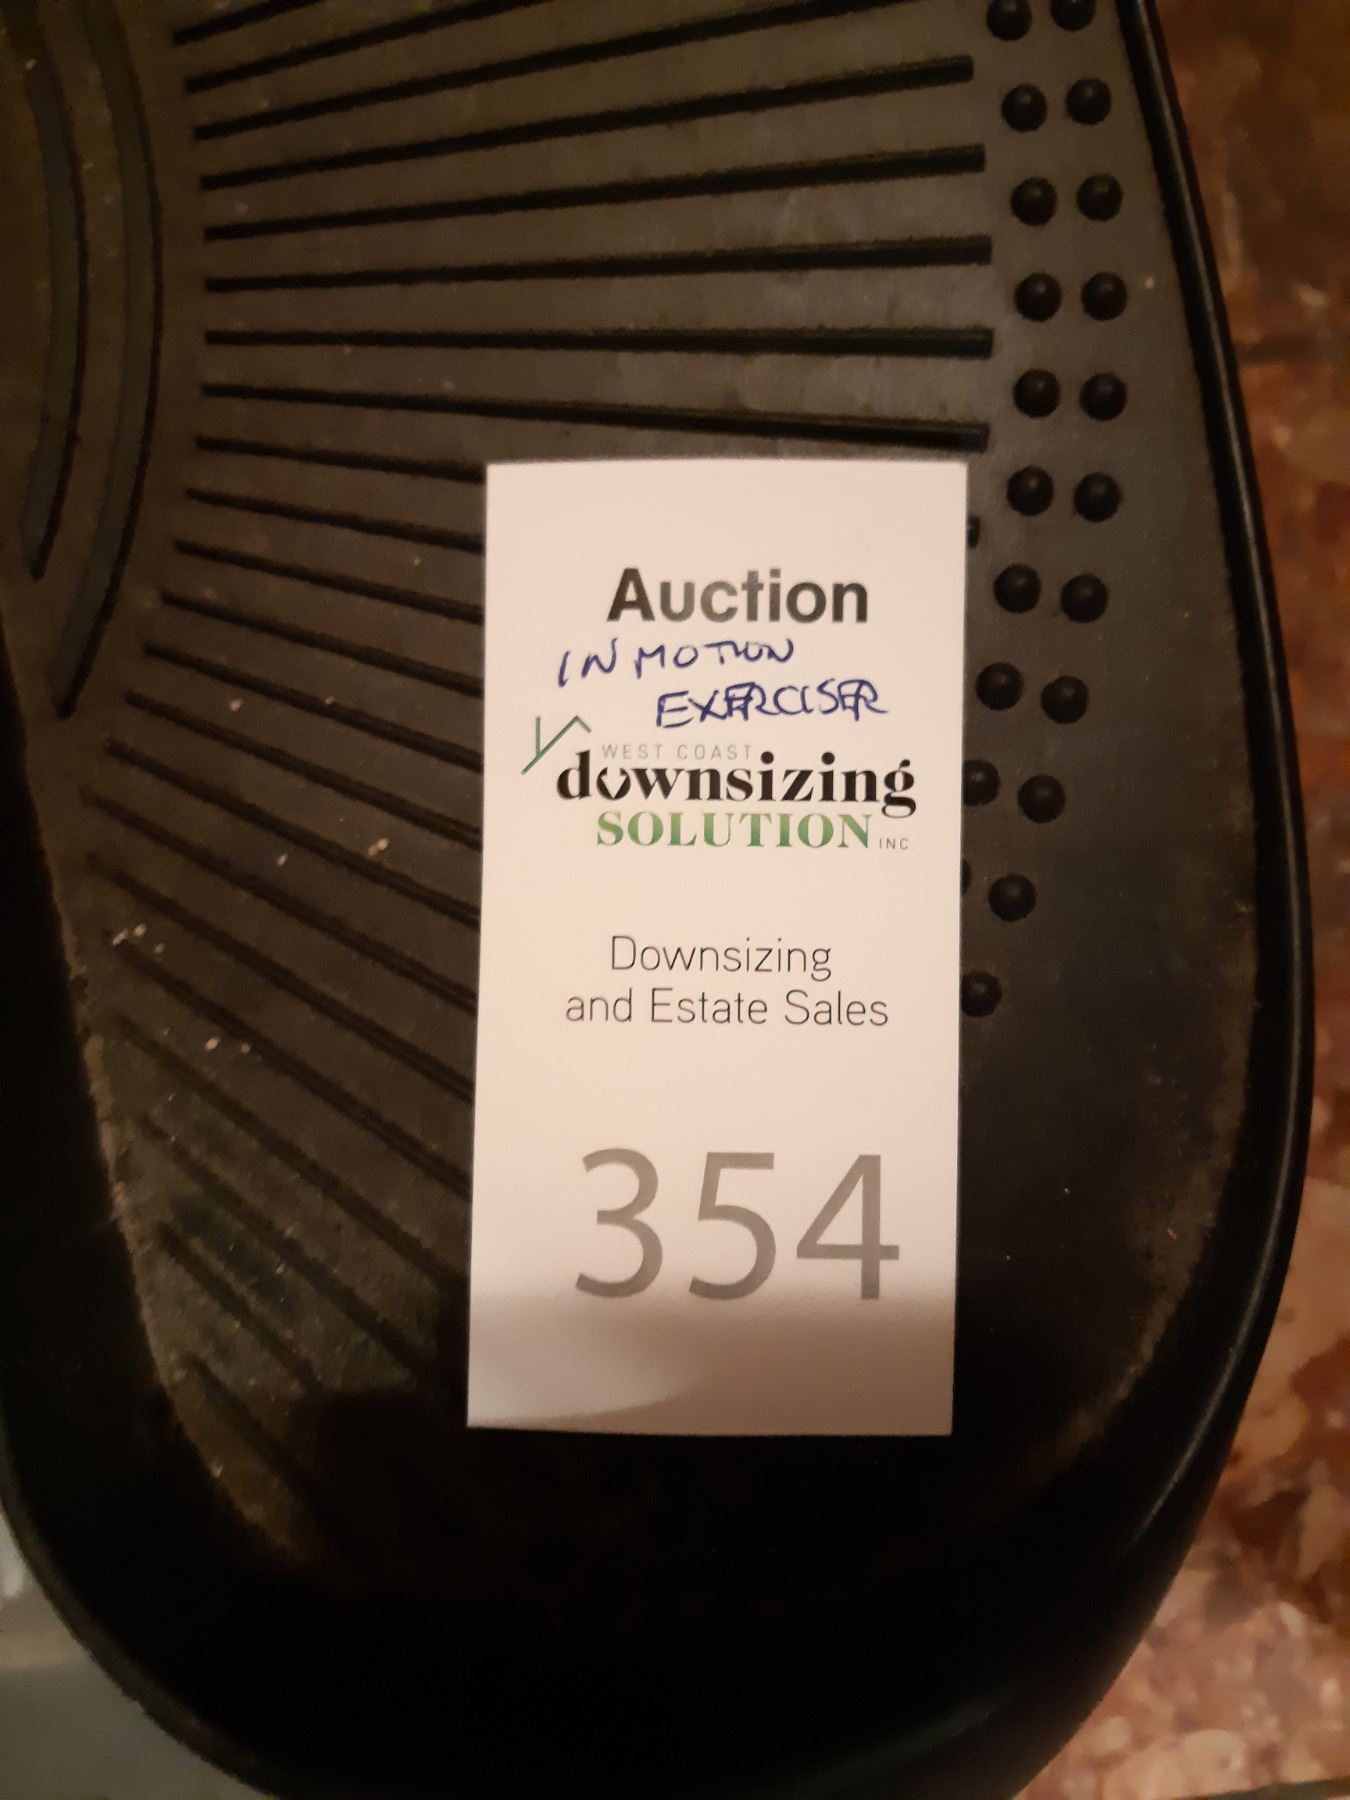 Auction
IN MOTION
EXERCISER
WEST COAST
downsizing
SOLUTION INC.
Downsizing
and Estate Sales
354